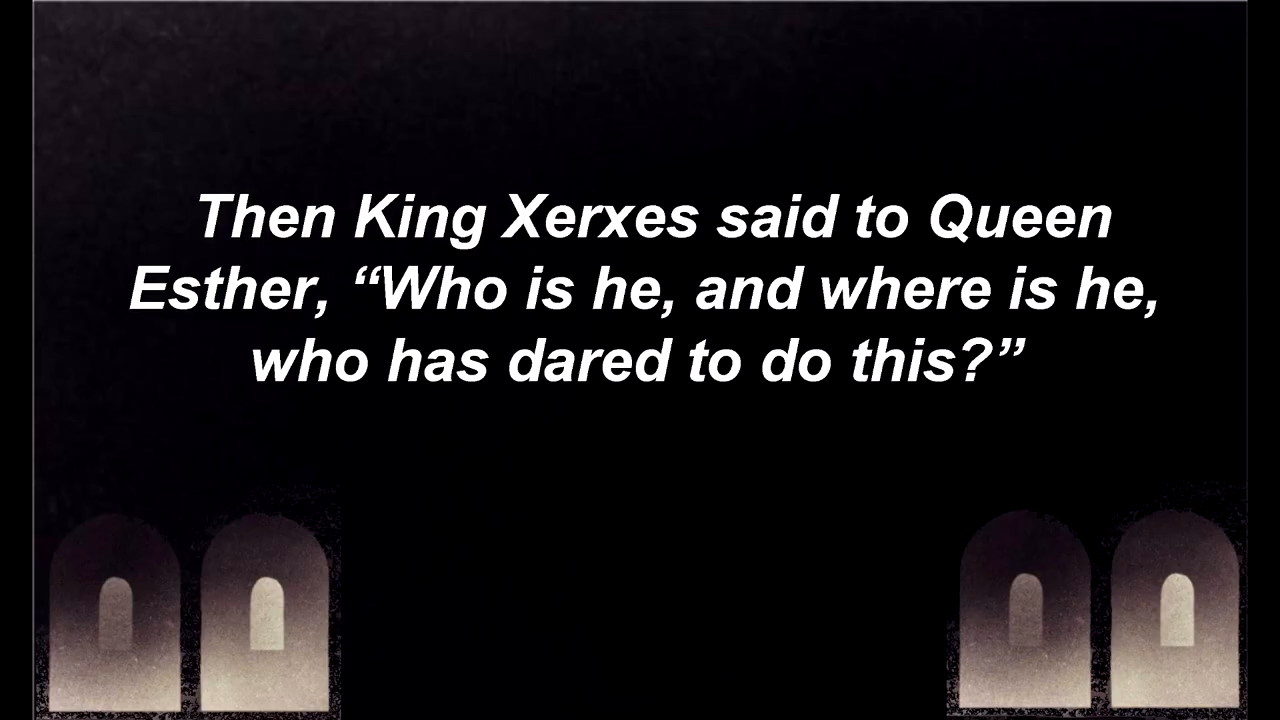 Then King Xerxes said to Queen
Esther, “Who is he, and where is he,
who has dared to do this?”